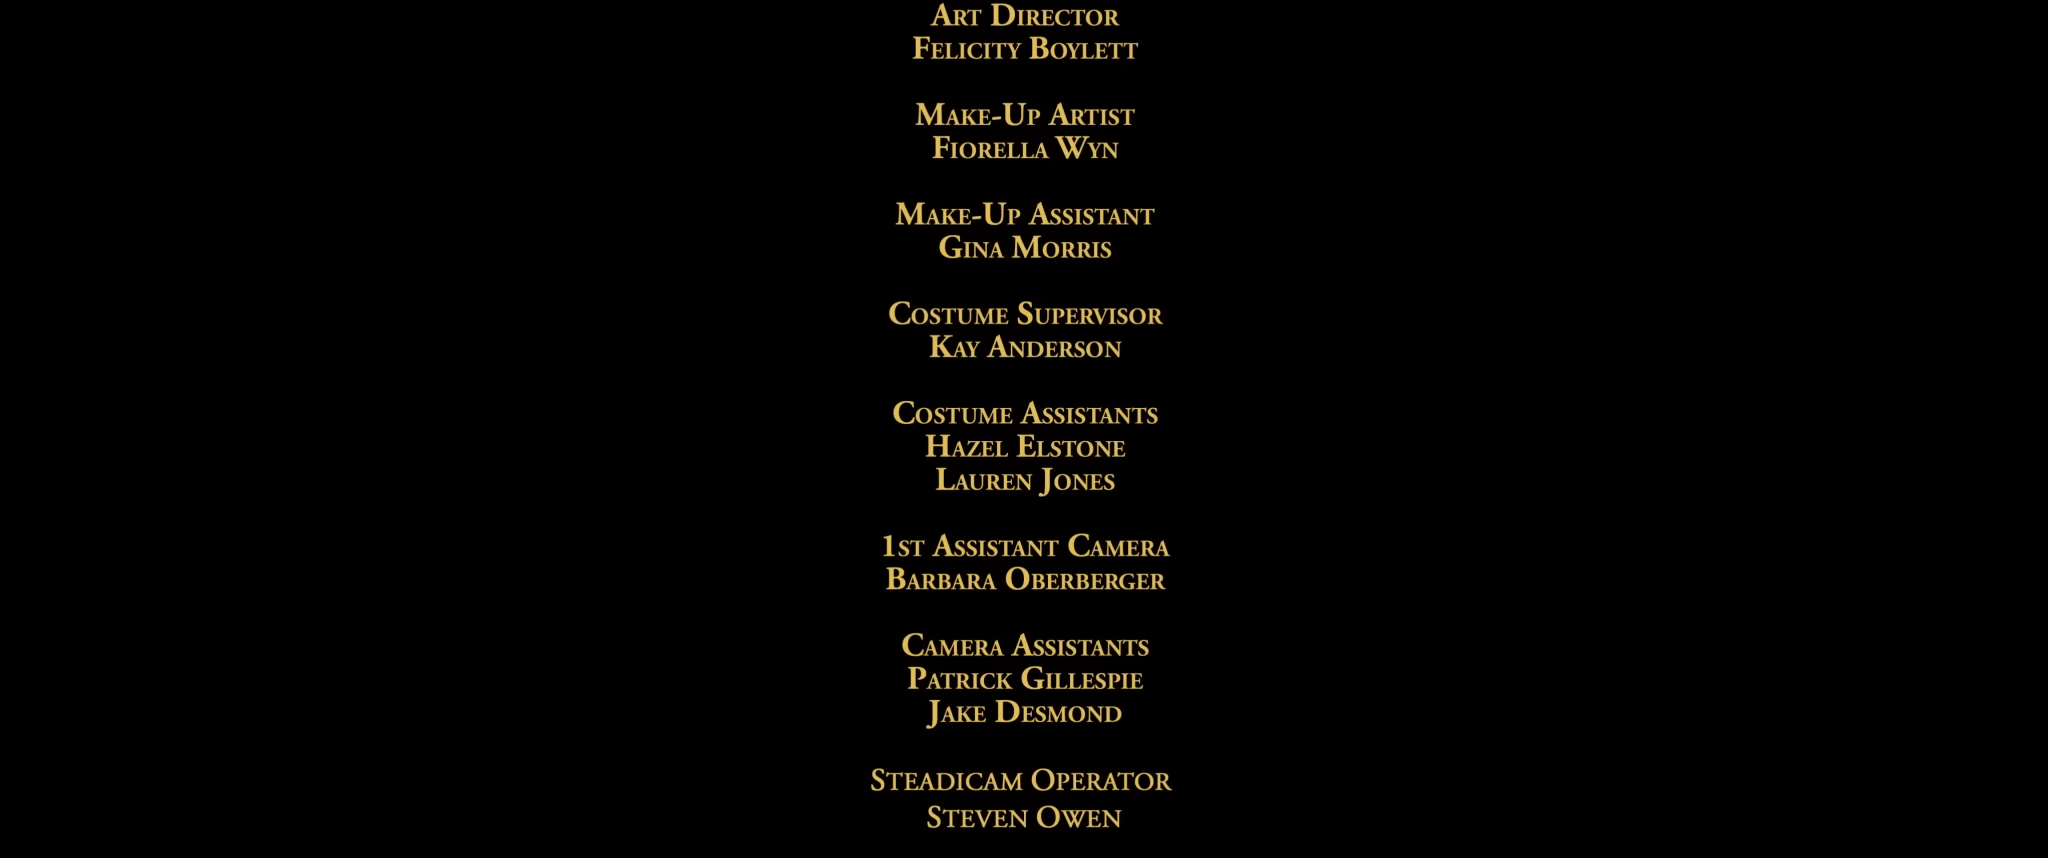 Art Director
Felicity Boylett
Make-Up Artist
Fiorella Wyn
Make-Up Assistant
Gina Morris
Costume Supervisor
Kay Anderson
Costume Assistants
Hazel Elstone
Lauren Jones
1st Assistant Camera
Barbara Oberberger
Camera Assistants
Patrick Gillespie
Jake Desmond
Steadicam Operator
Steven Owen